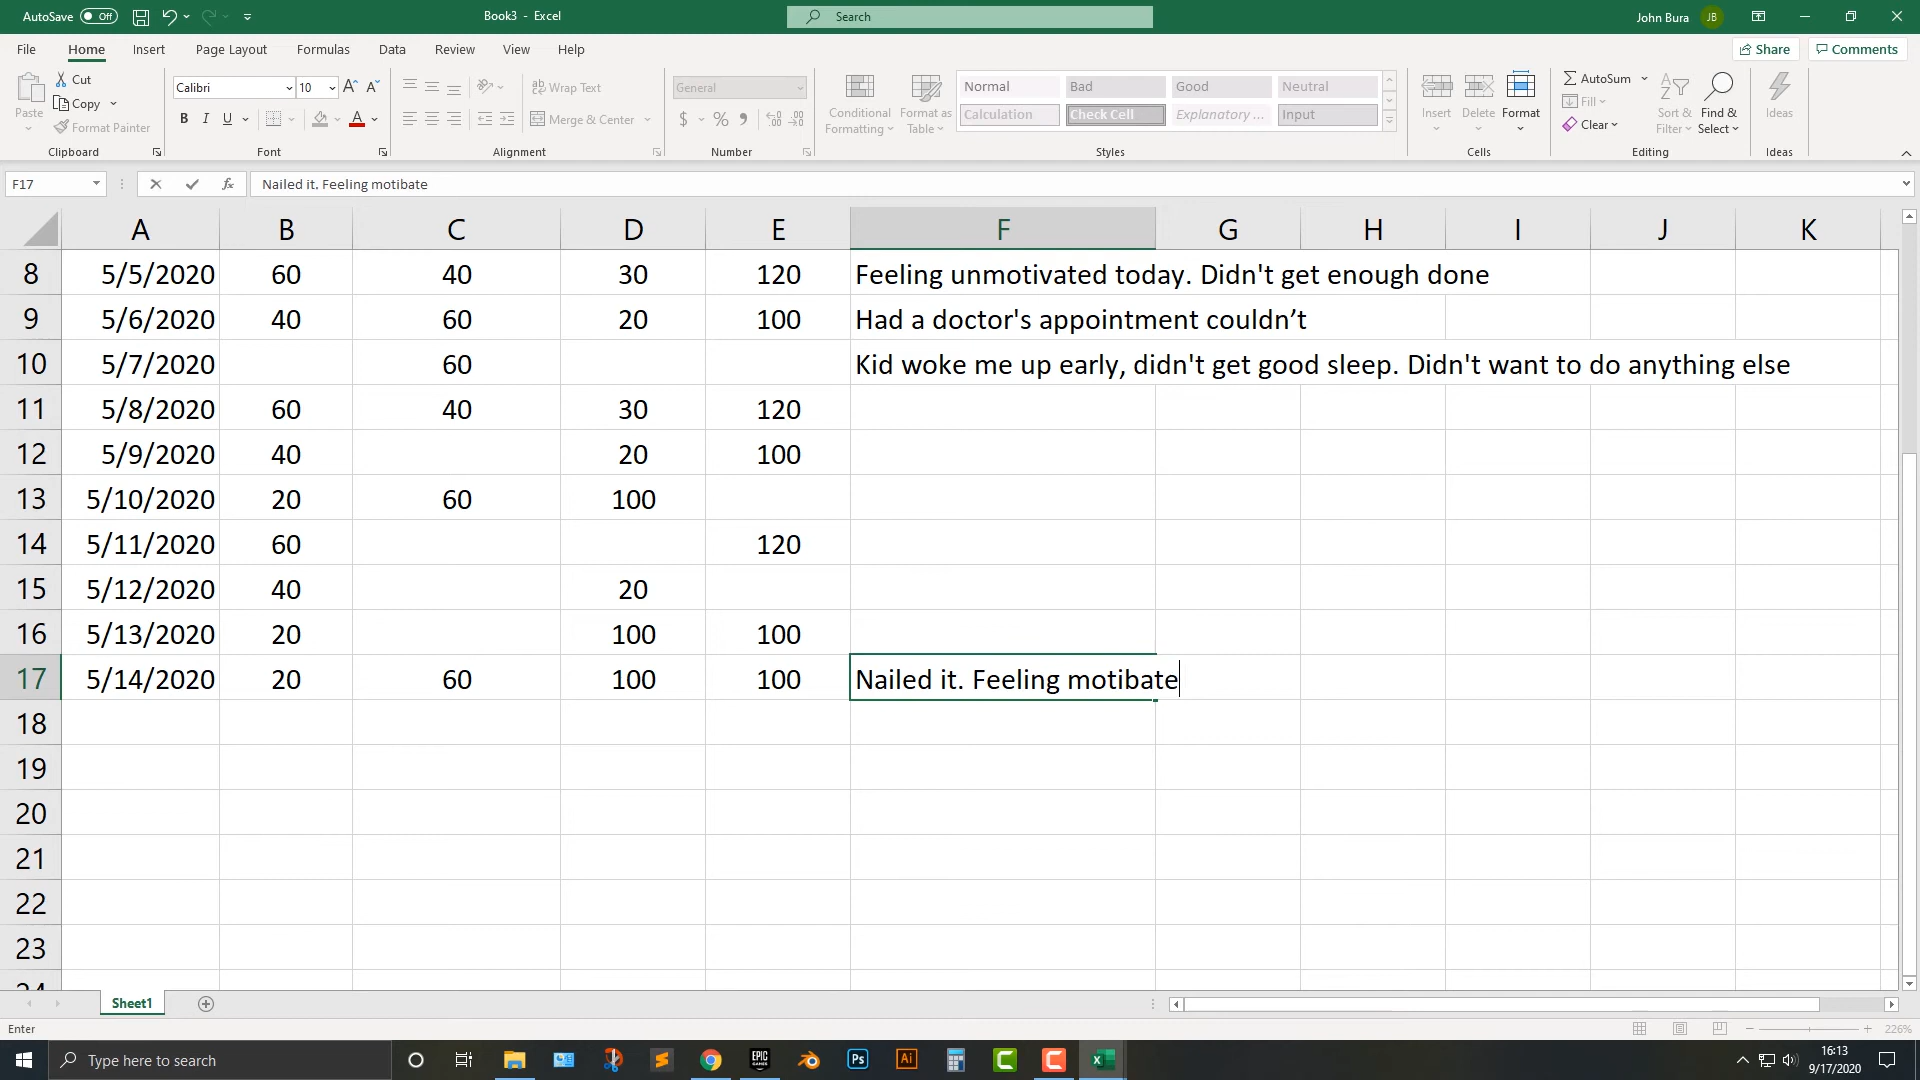 AutoSave Off Book3 - Excel Search John Bura JB
File Home Insert Page Layout Formulas Data Review View Help Share Comments
Paste Cut Copy Format Painter Clipboard
Calibri 10 A A B I U A Font
ab Wrap Text Merge & Center Alignment
General $ % , Number
Conditional Formatting Format as Table
Normal Bad Good Neutral
Calculation Check Cell Explanatory ... Input
Styles
Insert Delete Format Cells
AutoSum Fill Clear Sort & Filter Find & Select Editing
Ideas Ideas
F17 fx Nailed it. Feeling motibate
A B C D E F G H I J K
8 5/5/2020 60 40 30 120 Feeling unmotivated today. Didn't get enough done
9 5/6/2020 40 60 20 100 Had a doctor's appointment couldn’t
10 5/7/2020 60 Kid woke me up early, didn't get good sleep. Didn't want to do anything else
11 5/8/2020 60 40 30 120
12 5/9/2020 40 20 100
13 5/10/2020 20 60 100
14 5/11/2020 60 120
15 5/12/2020 40 20
16 5/13/2020 20 100 100
17 5/14/2020 20 60 100 100 Nailed it. Feeling motibate
18
19
20
21
22
23
24
Sheet1
Enter 226%
Type here to search EPIC GAMES Ps Ai 16:13
9/17/2020